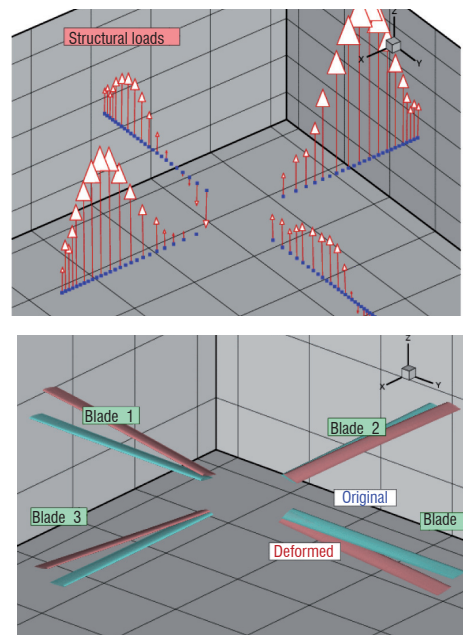 Structural loads
Z
X
Y
Z
X
Y
Blade 1
Blade 2
Original
Blade 3
Blade
Deformed